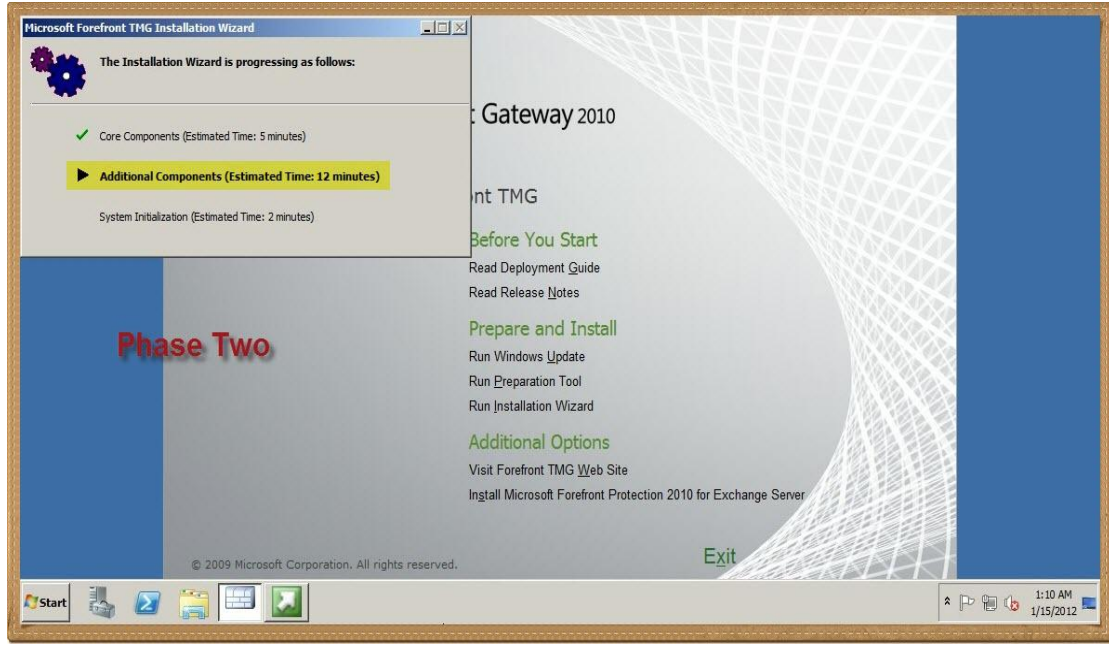 Microsoft Forefront TMG Installation Wizard
The Installation Wizard is progressing as follows:
Core Components (Estimated Time: 5 minutes)
Additional Components (Estimated Time: 12 minutes)
System Initialization (Estimated Time: 2 minutes)
Gateway 2010
TMG
Before You Start
Read Deployment Guide
Read Release Notes
Prepare and Install
Run Windows Update
Run Preparation Tool
Run Installation Wizard
Additional Options
Visit Forefront TMG Web Site
Install Microsoft Forefront Protection 2010 for Exchange Server
Phase Two
Exit
© 2009 Microsoft Corporation. All rights reserved.
Start
1:10 AM
1/15/2012